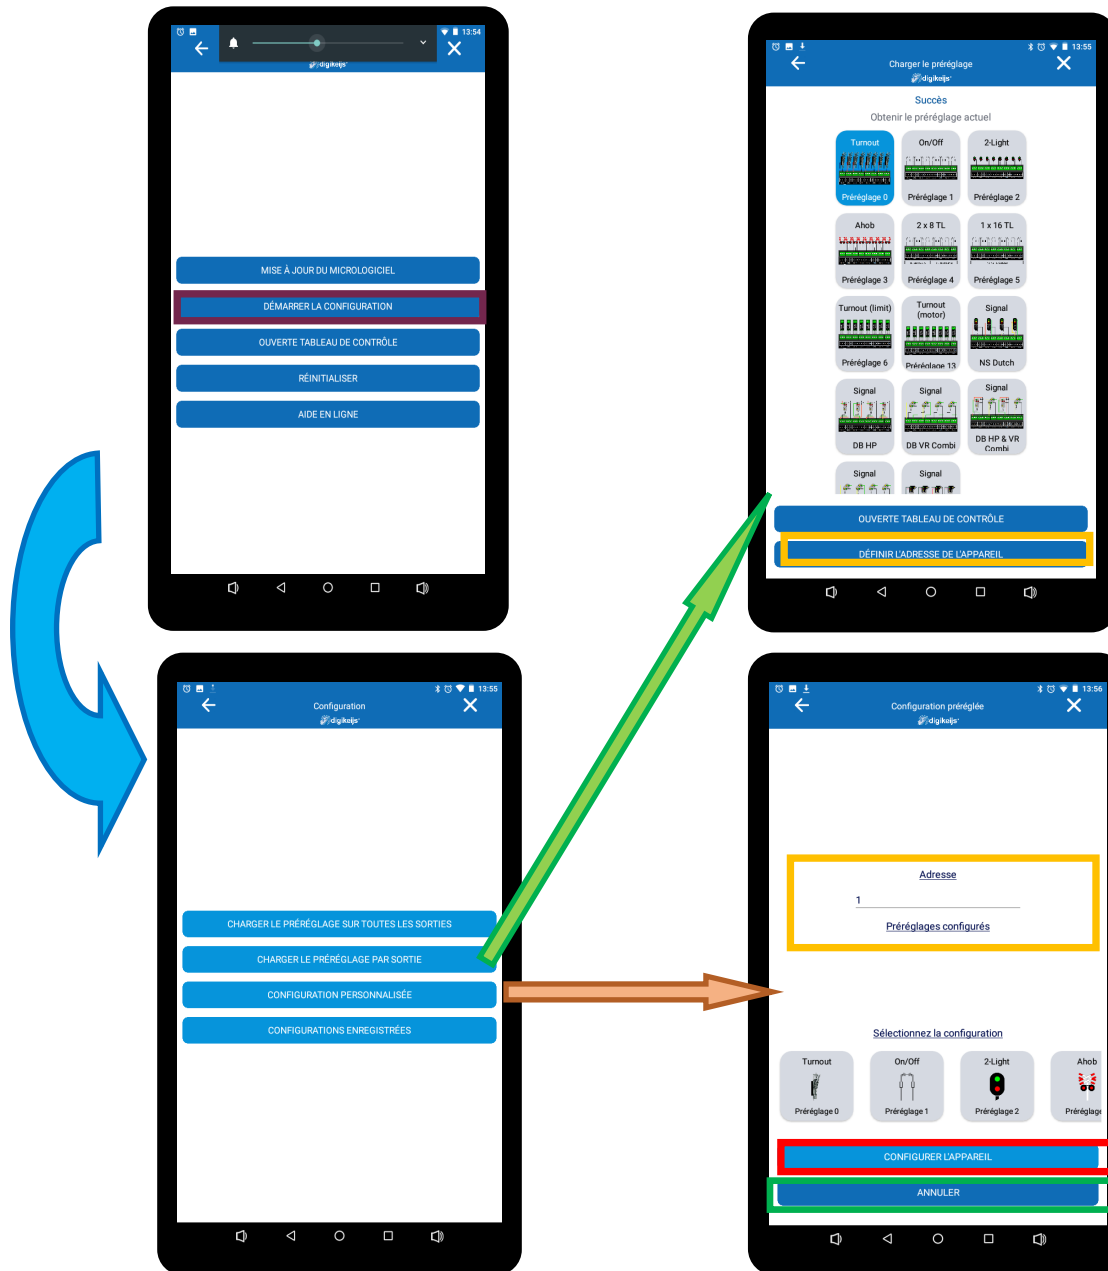 13:54
digikeijs
MISE À JOUR DU MICROLOGICIEL
DÉMARRER LA CONFIGURATION
OUVERTE TABLEAU DE CONTRÔLE
RÉINITIALISER
AIDE EN LIGNE
13:55
Charger le préréglage
digikeijs
Succès
Obtenir le préréglage actuel
Turnout
On/Off
2-Light
Préréglage 0
Préréglage 1
Préréglage 2
Ahob
2 x 8 TL
1 x 16 TL
Préréglage 3
Préréglage 4
Préréglage 5
Turnout (limit)
Turnout
(motor)
Signal
Préréglage 6
Préréglage 13
NS Dutch
Signal
Signal
Signal
DB HP
DB VR Combi
DB HP & VR
Combi
Signal
Signal
OUVERTE TABLEAU DE CONTRÔLE
DÉFINIR L'ADRESSE DE L'APPAREIL
13:55
Configuration
digikeijs
CHARGER LE PRÉRÉGLAGE SUR TOUTES LES SORTIES
CHARGER LE PRÉRÉGLAGE PAR SORTIE
CONFIGURATION PERSONNALISÉE
CONFIGURATIONS ENREGISTRÉES
13:56
Configuration préréglée
digikeijs
Adresse
1
Préréglages configurés
Sélectionnez la configuration
Turnout
On/Off
2-Light
Ahob
Préréglage 0
Préréglage 1
Préréglage 2
Préréglage
CONFIGURER L'APPAREIL
ANNULER